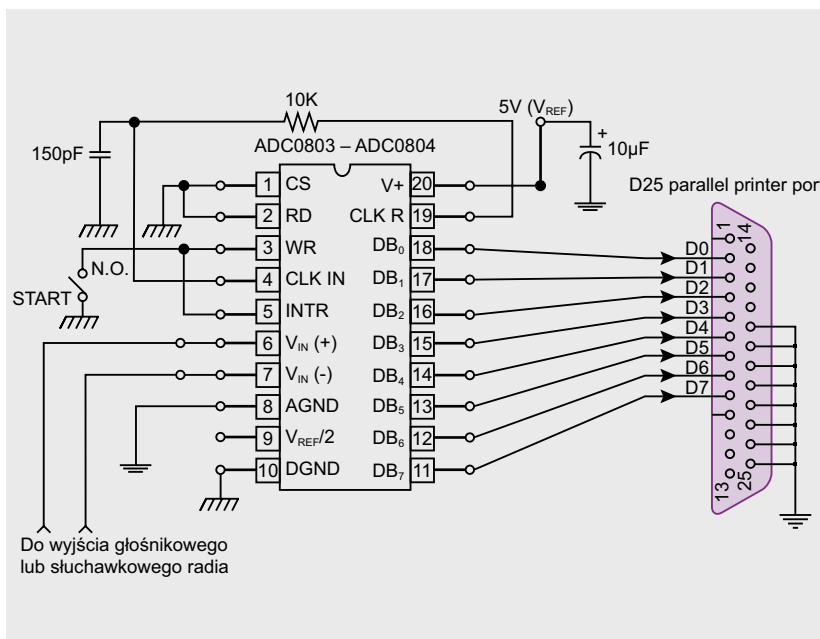 10K
5V (V_REF)
+
150pF
ADC0803 – ADC0804
10µF
D25 parallel printer por
1 CS V+ 20
2 RD CLK R 19
3 WR DB0 18
4 CLK IN DB1 17
5 INTR DB2 16
6 VIN (+) DB3 15
7 VIN (-) DB4 14
8 AGND DB5 13
9 VREF/2 DB6 12
10 DGND DB7 11
N.O.
START
D0
D1
D2
D3
D4
D5
D6
D7
1
14
13
25
Do wyjścia głośnikowego
lub słuchawkowego radia